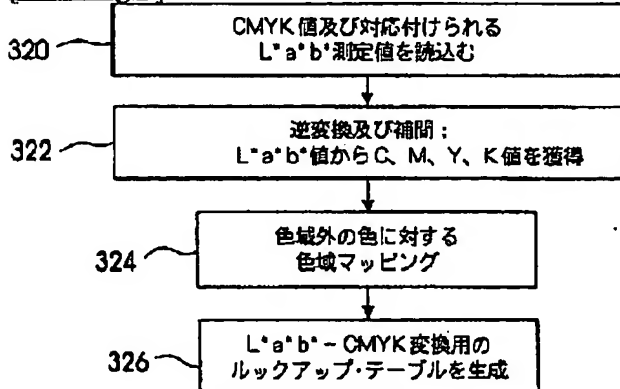 320
CMYK値及び対応付けられる
L*a*b*測定値を読込む
322
逆変換及び補間：
L*a*b*値からC、M、Y、K値を獲得
324
色域外の色に対する
色域マッピング
326
L*a*b*－CMYK変換用の
ルックアップ・テーブルを生成